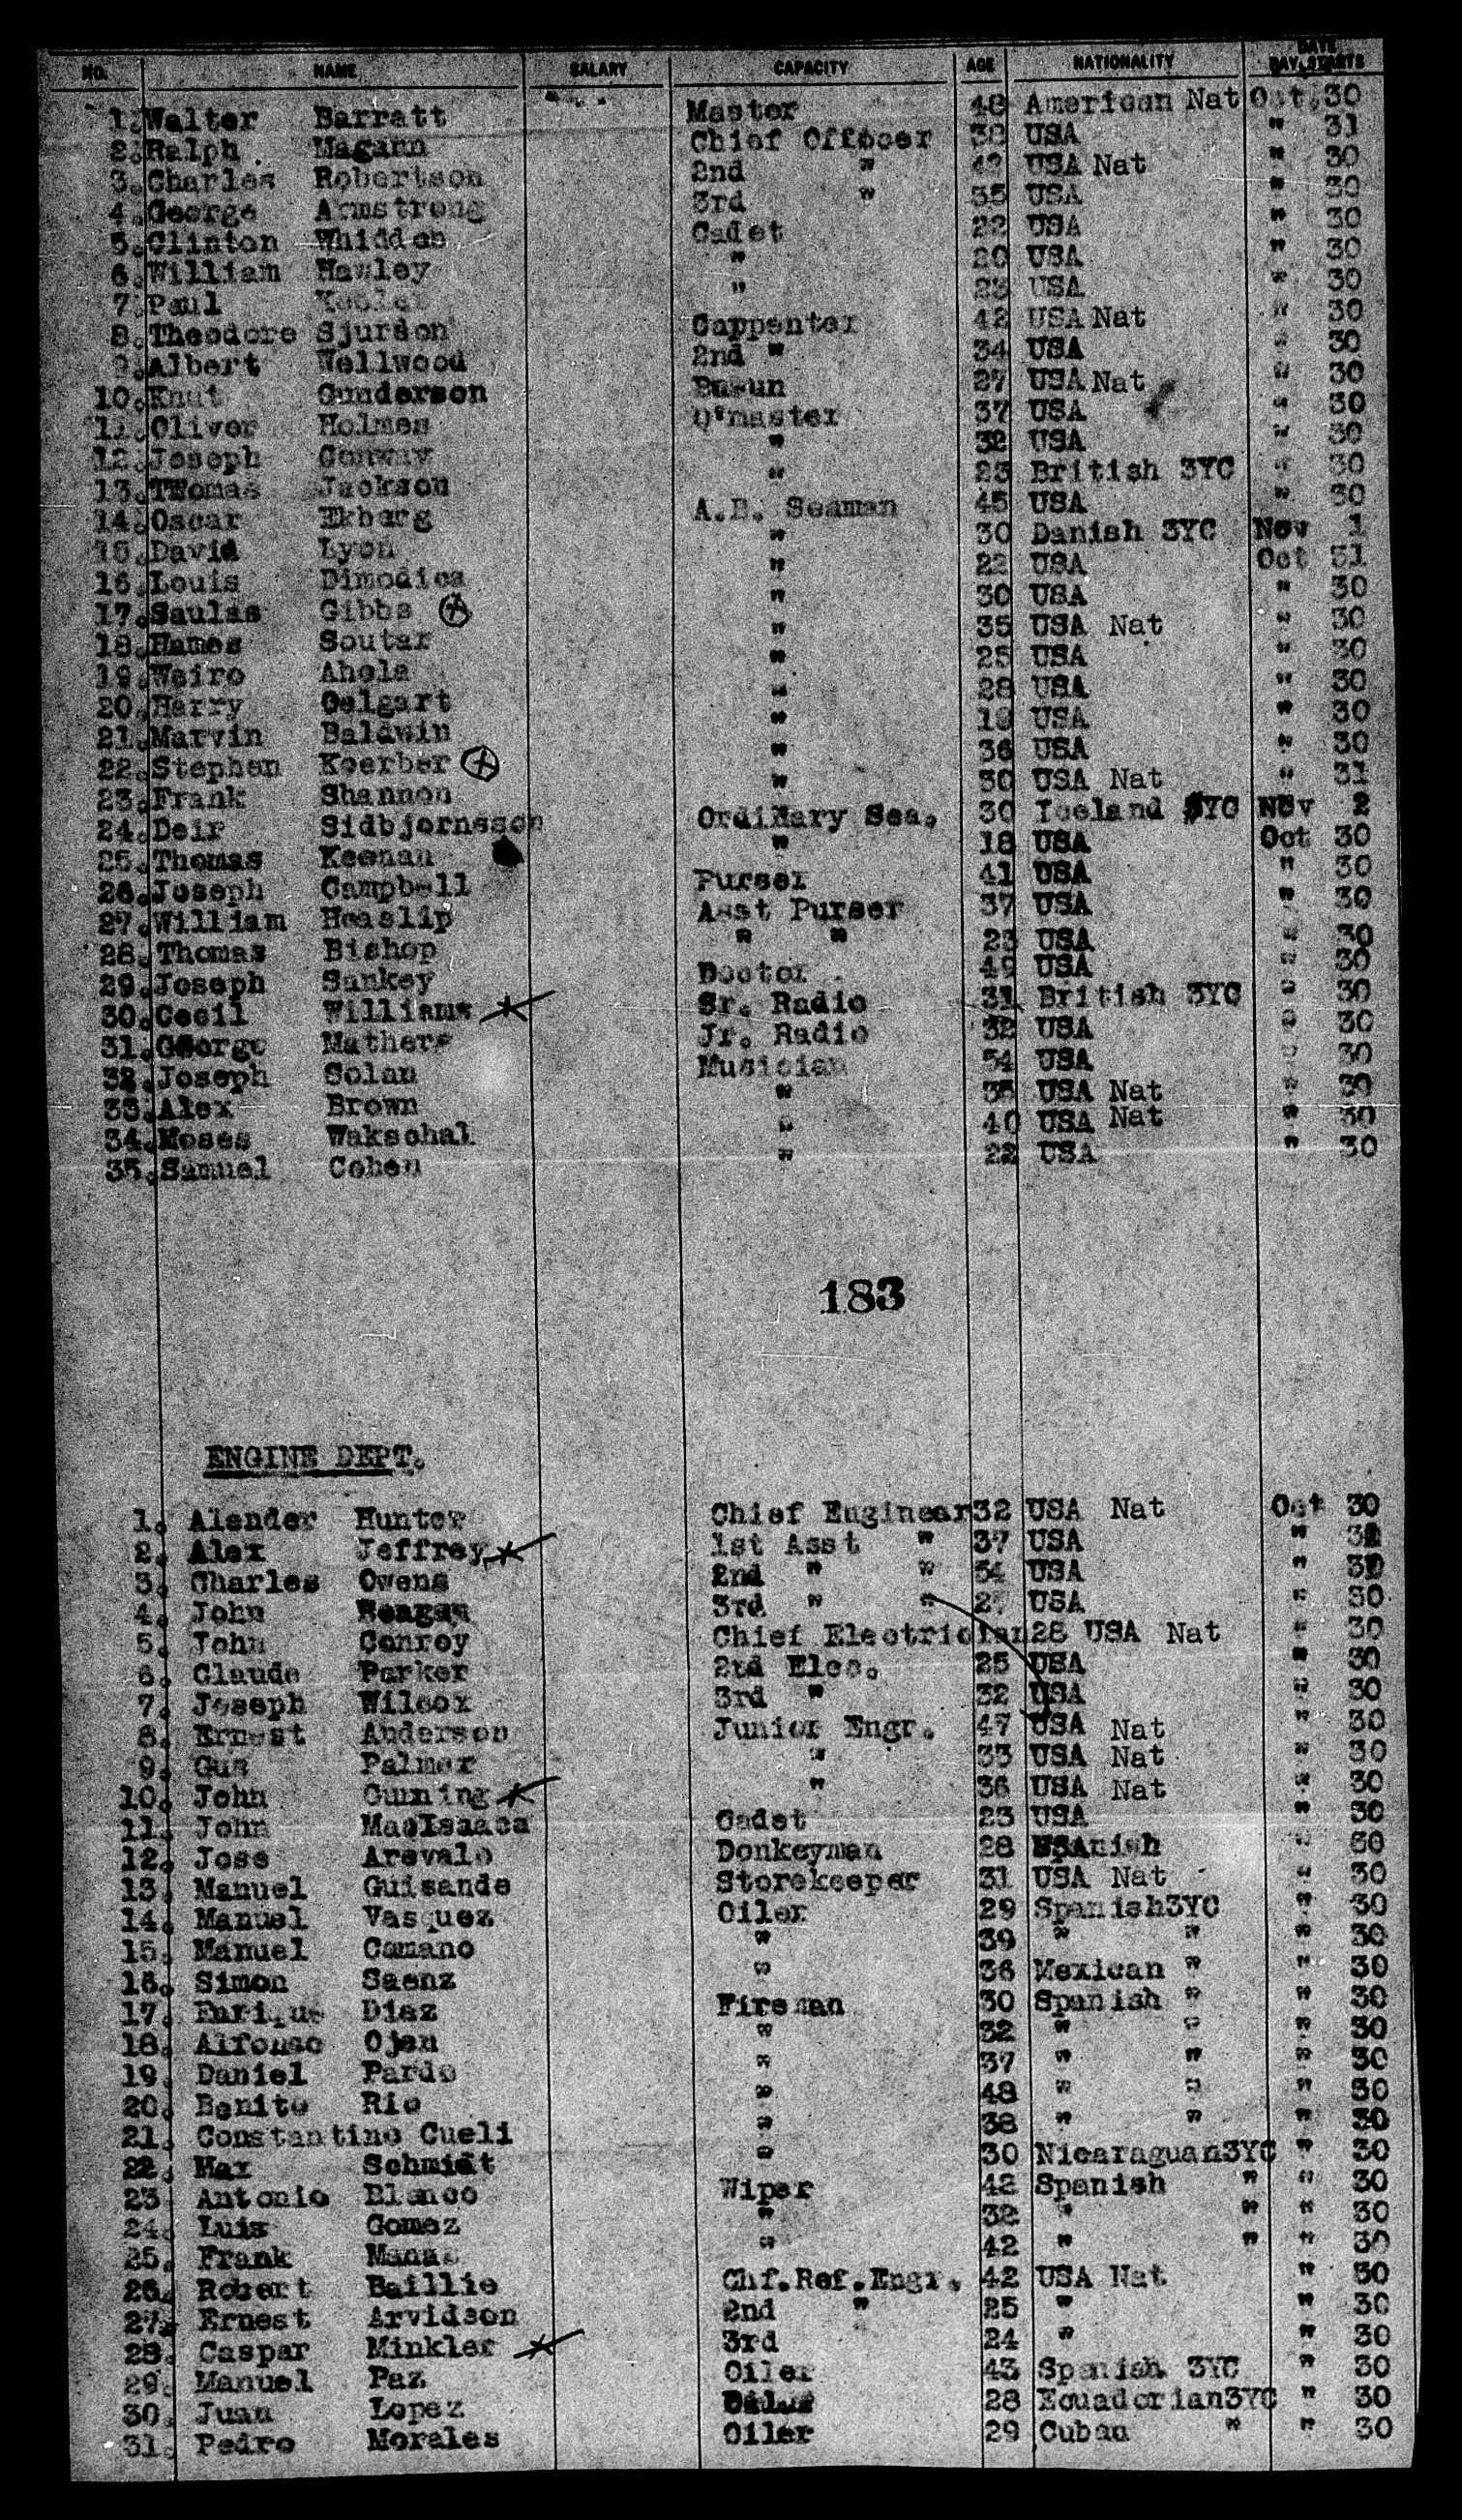 NO. NAME SALARY CAPACITY AGE NATIONALITY DATE PAY STARTS
1. Walter Barratt Master 48 American Nat Oct. 30
2. Ralph Magann Chief Offocer 38 USA " 31
3. Charles Robertson 2nd " 42 USA Nat " 30
4. George Armstrong 3rd " 35 USA " 30
5. Clinton Whidden Cadet 22 USA " 30
6. William Hawley " 20 USA " 30
7. Paul " 23 USA " 30
8. Theodore Sjurson Cappenter 42 USA Nat " 30
9. Albert Wellwood 2nd " 34 USA " 30
10. Knut Gunderson 27 USA Nat " 30
11. Oliver Holmes Q'master 37 USA " 30
12. Joseph Conway " 32 USA " 30
13. THomas Jackson " 23 British 3YC " 30
14. Oscar Ekburg A.B. Seaman 45 USA " 30
15. David Lyon " 30 Danish 3YC Nov 1
16. Louis Dimodica " 22 USA Oct 31
17. Saulas Gibbs " 30 USA " 30
18. Hames Soutar " 35 USA Nat " 30
19. Weiro Ahola " 25 USA " 30
20. Harry Oelgart " 28 USA " 30
21. Marvin Baldwin " USA " 30
22. Stephen Koerber " 36 USA " 30
23. Frank Shannon " 30 USA Nat " 31
24. Deir Sidbjornsson Ordinary Sea. 30 Iceland 3YC Nov 2
25. Thomas Keenan " 18 USA Oct 30
26. Joseph Campbell Purser 41 USA " 30
27. William Heaslip Asst Purser 37 USA " 30
28. Thomas Bishop " " 23 USA " 30
29. Joseph Sankey Doctor 49 USA " 30
30. Cecil Williams Sr. Radio 31 British 3YC " 30
31. George Mathers Jr. Radio 32 USA " 30
32. Joseph Solan Musician 54 USA " 30
33. Alex Brown " 35 USA Nat " 30
34. Moses Wakschal " 40 USA Nat " 30
35. Samuel Cohen " 22 USA " 30
183
ENGINE DEPT.
1. Alender Hunter Chief Engineer 32 USA Nat Oct 30
2. Alex Jeffrey 1st Asst " 37 USA "
3. Charles Owens 2nd " " 54 USA "
4. John Reagan 3rd " " USA " 30
5. John Conroy Chief Electrician 28 USA Nat " 30
6. Claude Parker 2nd Elec. 25 USA " 30
7. Joseph Wilcox 3rd " 32 USA " 30
8. Ernest Anderson Junior Engr. 47 USA Nat " 30
9. Gus Palmer " 33 USA Nat " 30
10. John Cumming " 36 USA Nat " 30
11. John MacIsaacs Cadet 23 USA " 30
12. Jose Arevalo Donkeyman 28 Spanish " 30
13. Manuel Guisande Storekeeper 31 USA Nat " 30
14. Manuel Vasquez Oiler 29 Spanish3YC " 30
15. Manuel Camano " 39 " " " 30
16. Simon Saenz " 36 Mexican " " 30
17. Enrique Diaz Fireman 30 Spanish " " 30
18. Alfonso Ojen " 32 " " " 30
19. Daniel Pardo " 37 " " " 30
20. Benito Rio " 48 " " " 30
21. Constantino Cueli " 38 " " " 30
22. Max Schmidt " 30 Nicaraguan3YC " 30
23 Antonio Blanco Wiper 42 Spanish " " 30
24. Luis Gomez " 32 " " " 30
25. Frank Manas " 42 " " " 30
26. Robert Baillie Chf.Ref.Engr. 42 USA Nat " 30
27. Ernest Arvidson 2nd " 25 " " 30
28. Caspar Minkler 3rd 24 " " 30
29. Manuel Paz Oiler 43 Spanish 3YC " 30
30. Juan Lopez 28 Ecuadorian3YC " 30
31. Pedro Morales Oiler 29 Cuban " " 30